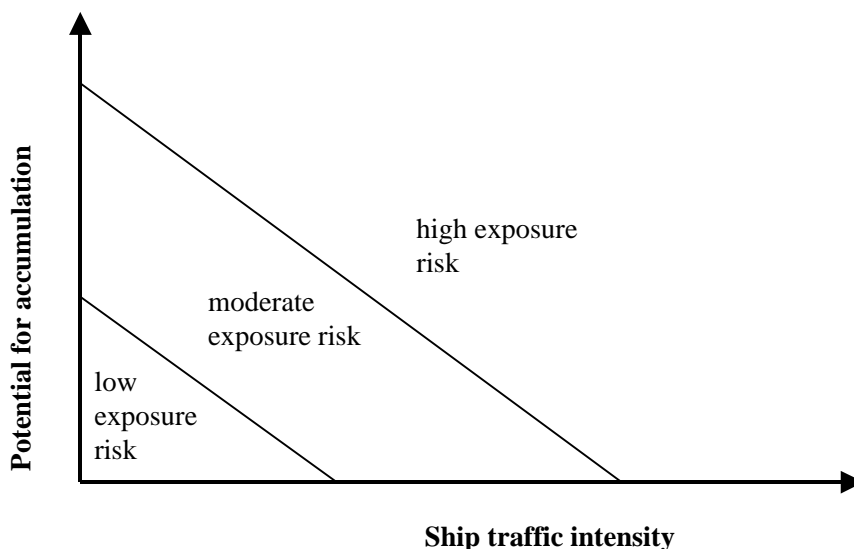 Potential for accumulation
high exposure
risk
moderate
exposure risk
low
exposure
risk
Ship traffic intensity